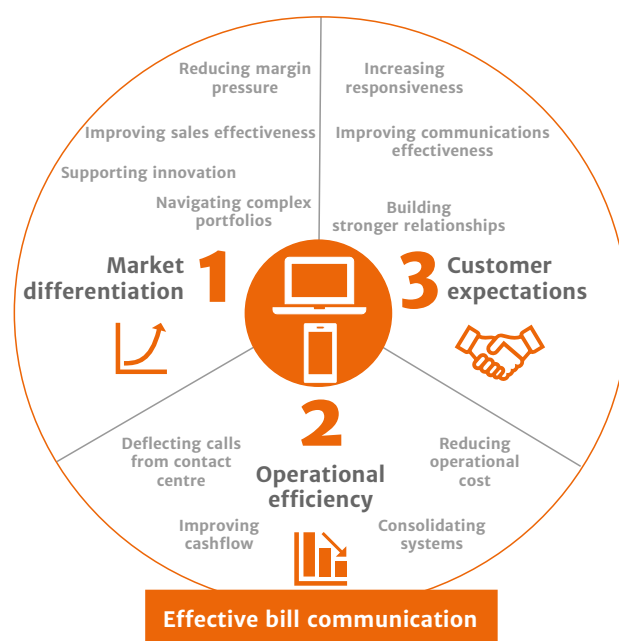 Reducing margin
pressure
Improving sales effectiveness
Supporting innovation
Navigating complex
portfolios
Market
differentiation
1
Increasing
responsiveness
Improving communications
effectiveness
Building
stronger relationships
3
Customer
expectations
2
Operational
efficiency
Deflecting calls
from contact
centre
Improving
cashflow
Reducing
operational
cost
Consolidating
systems
Effective bill communication